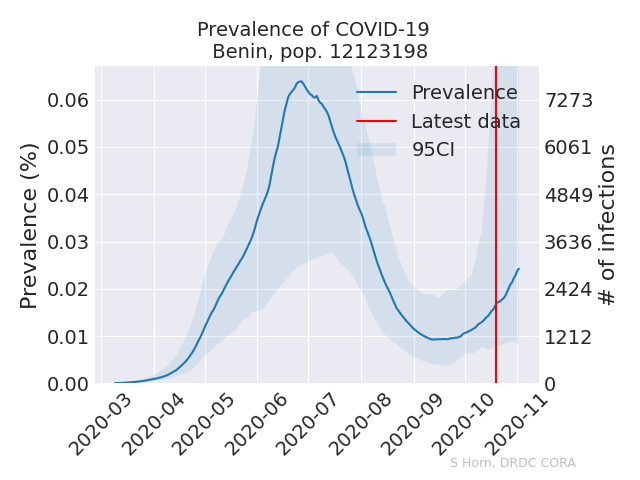 Prevalence of COVID-19
Benin, pop. 12123198
Prevalence (%)
0.06
0.05
0.04
0.03
0.02
0.01
0.00
Prevalence
Latest data
95CI
7273
6061
4849
3636
2424
1212
0
# of infections
2020-03
2020-04
2020-05
2020-06
2020-07
2020-08
2020-09
2020-10
2020-11
S Horn, DRDC CORA